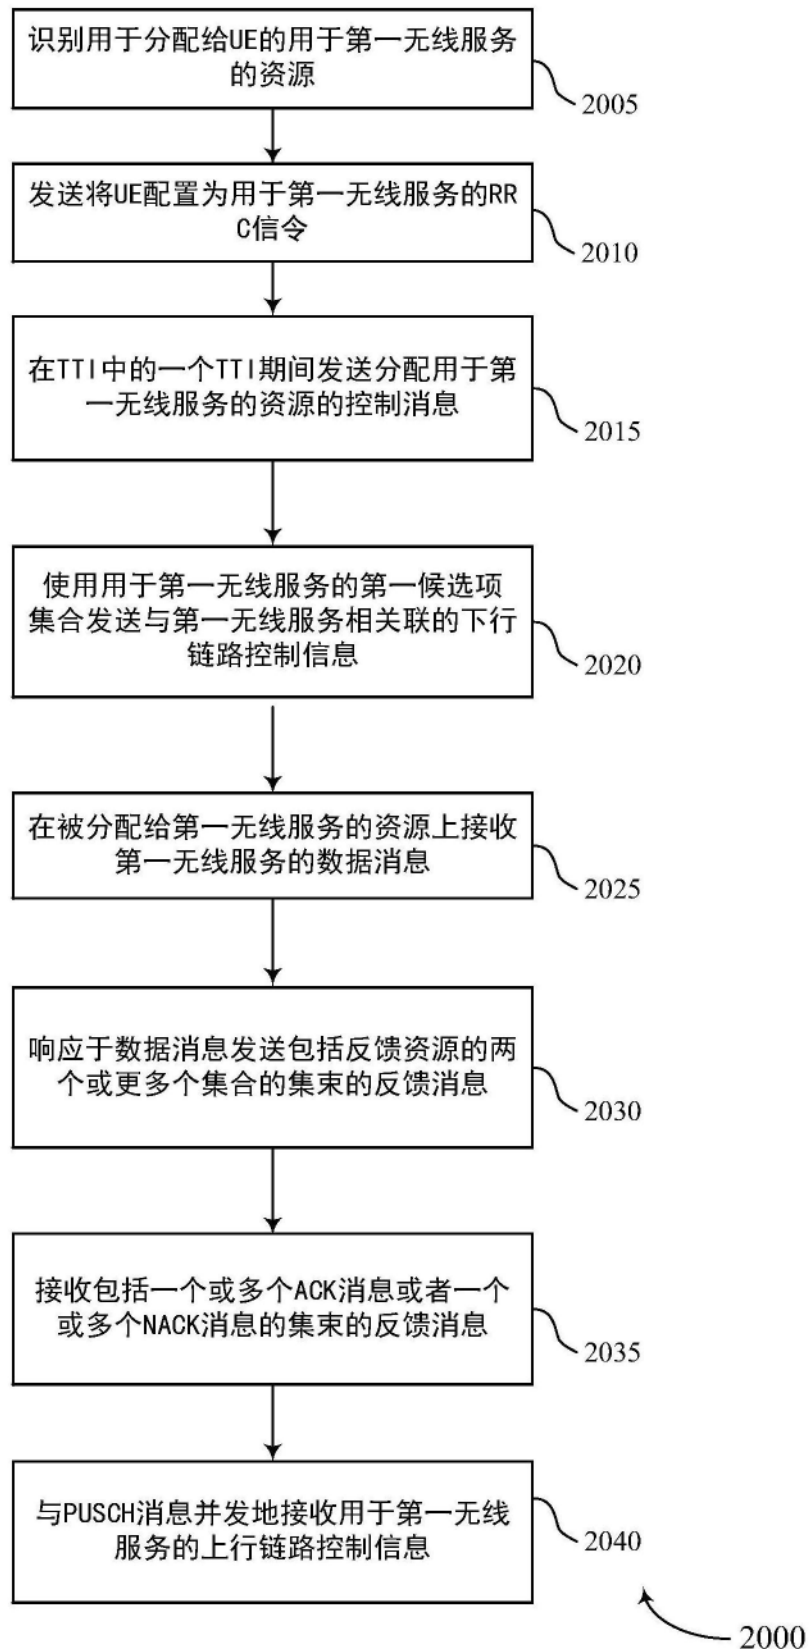 识别用于分配给UE的用于第一无线服务
的资源
2005
发送将UE配置为用于第一无线服务的RR
C信令
2010
在TTI中的一个TTI期间发送分配用于第
一无线服务的资源的控制消息
2015
使用用于第一无线服务的第一候选项
集合发送与第一无线服务相关联的下行
链路控制信息
2020
在被分配给第一无线服务的资源上接收
第一无线服务的数据消息
2025
响应于数据消息发送包括反馈资源的两
个或更多个集合的集束的反馈消息
2030
接收包括一个或多个ACK消息或者一个
或多个NACK消息的集束的反馈消息
2035
与PUSCH消息并发地接收用于第一无线
服务的上行链路控制信息
2040
2000